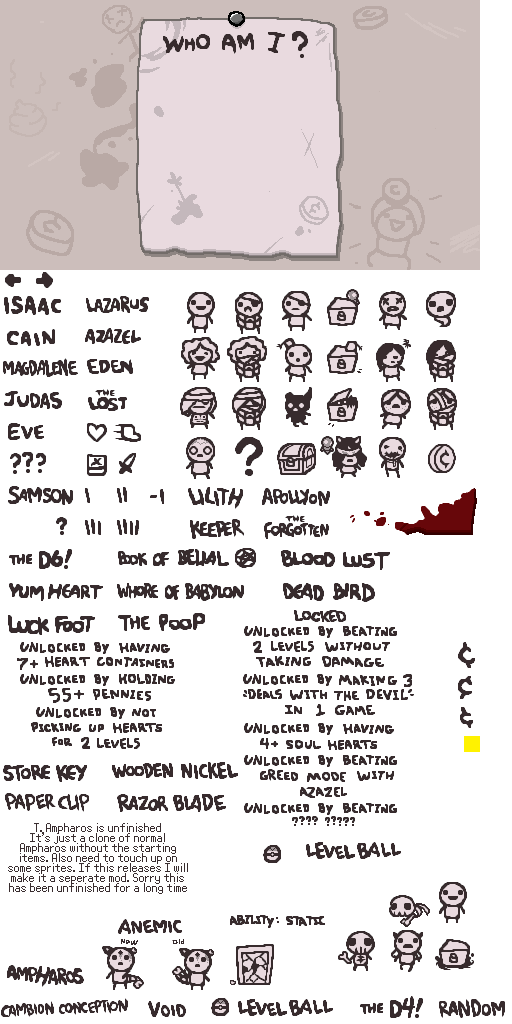 WHO AM I?
ISAAC LAZARUS
CAIN AZAZEL
MAGDALENE EDEN
JUDAS THE LOST
EVE
???
?
SAMSON I II -I LILITH APOLLYON
? III IIII KEEPER THE FORGOTTEN
THE D6! BOOK OF BELIAL BLOOD LUST
YUM HEART WHORE OF BABYLON DEAD BIRD
LUCK FOOT THE POOP
LOCKED
UNLOCKED BY BEATING
2 LEVELS WITHOUT
TAKING DAMAGE
UNLOCKED BY MAKING 3
"DEALS WITH THE DEVIL"
IN 1 GAME
UNLOCKED BY HAVING
4+ SOUL HEARTS
UNLOCKED BY BEATING
GREED MODE WITH
AZAZEL
UNLOCKED BY BEATING
???? ?????
UNLOCKED BY HAVING
7+ HEART CONTAINERS
UNLOCKED BY HOLDING
55+ PENNIES
UNLOCKED BY NOT
PICKING UP HEARTS
FOR 2 LEVELS
¢
¢
¢
STORE KEY WOODEN NICKEL
PAPER CLIP RAZOR BLADE
T. Ampharos is unfinished
It's just a clone of normal
Ampharos without the starting
items. Also need to touch up on
some sprites. If this releases I will
make it a seperate mod. Sorry this
has been unfinished for a long time
LEVEL BALL
ANEMIC
ABILITY: STATIC
New Old
AMPHAROS
CAMBION CONCEPTION VOID LEVEL BALL THE D4! RANDOM